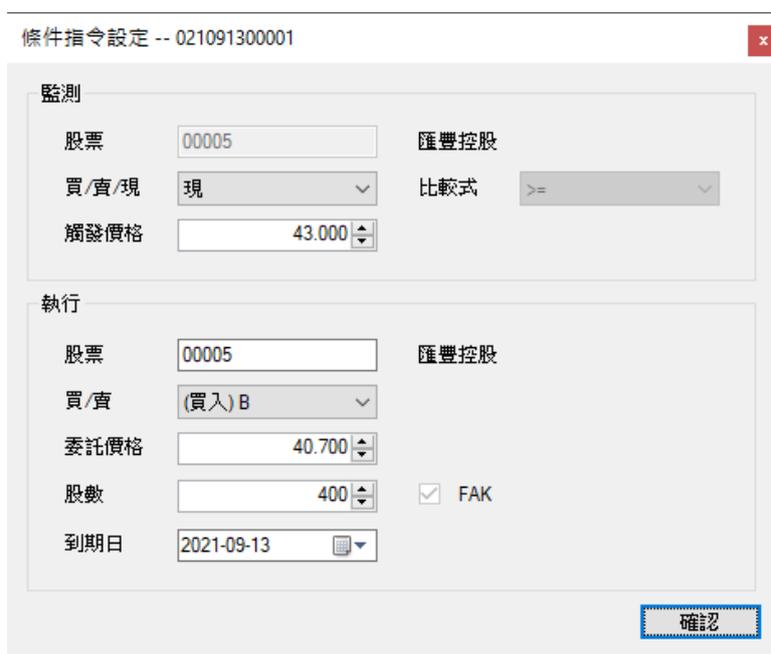 條件指令設定 -- 021091300001
x
監測
股票 00005 匯豐控股
買/賣/現 現 比較式 >=
觸發價格 43.000
執行
股票 00005 匯豐控股
買/賣 (買入) B
委託價格 40.700
股數 400 FAK
到期日 2021-09-13
確認